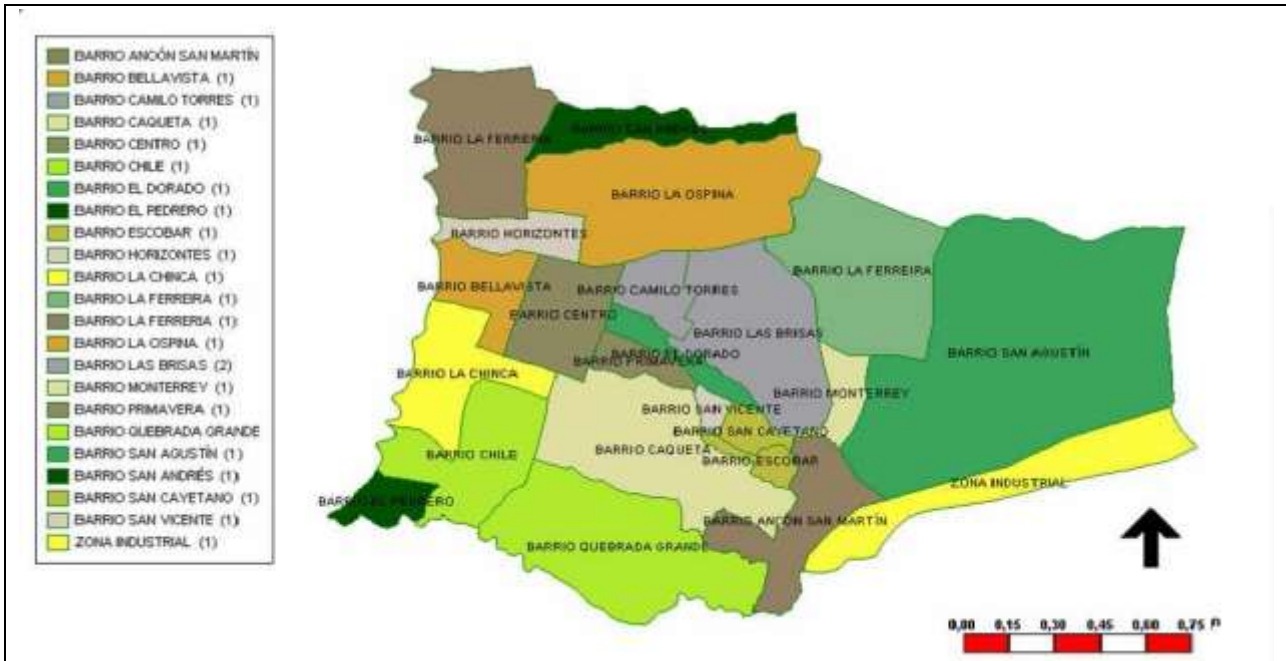 BARRIO ANCÓN SAN MARTÍN
BARRIO BELLAVISTA (1)
BARRIO CAMILO TORRES (1)
BARRIO CAQUETA (1)
BARRIO CENTRO (1)
BARRIO CHILE (1)
BARRIO EL DORADO (1)
BARRIO EL PEDRERO (1)
BARRIO ESCOBAR (1)
BARRIO HORIZONTES (1)
BARRIO LA CHINCA (1)
BARRIO LA FERREIRA (1)
BARRIO LA FERRERIA (1)
BARRIO LA OSPINA (1)
BARRIO LAS BRISAS (2)
BARRIO MONTERREY (1)
BARRIO PRIMAVERA (1)
BARRIO QUEBRADA GRANDE
BARRIO SAN AGUSTÍN (1)
BARRIO SAN ANDRÉS (1)
BARRIO SAN CAYETANO (1)
BARRIO SAN VICENTE (1)
ZONA INDUSTRIAL (1)
BARRIO SAN ANDRÉS
BARRIO LA FERRERIA
BARRIO LA OSPINA
BARRIO HORIZONTES
BARRIO LA FERREIRA
BARRIO BELLAVISTA
BARRIO CAMILO TORRES
BARRIO CENTRO
BARRIO LAS BRISAS
BARRIO EL DORADO
BARRIO SAN AGUSTÍN
BARRIO PRIMAVERA
BARRIO LA CHINCA
BARRIO MONTERREY
BARRIO SAN VICENTE
BARRIO SAN CAYETANO
BARRIO CAQUETA
BARRIO CHILE
BARRIO ESCOBAR
ZONA INDUSTRIAL
BARRIO EL PEDRERO
BARRIO ANCÓN SAN MARTÍN
BARRIO QUEBRADA GRANDE
0,00 0,15 0,30 0,45 0,60 0,75